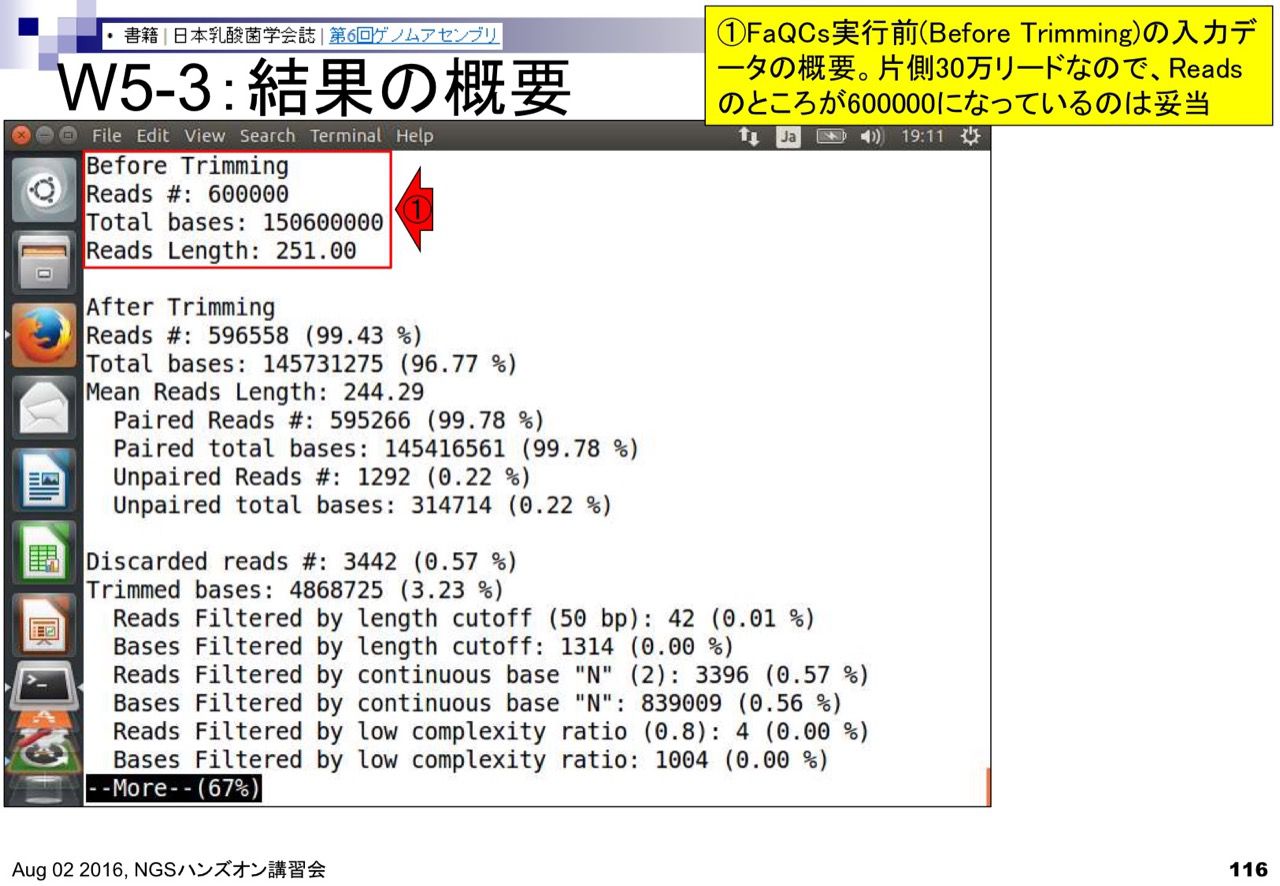 • 書籍 | 日本乳酸菌学会誌 | 第6回ゲノムアセンブリ
W5-3：結果の概要
①FaQCs実行前(Before Trimming)の入力デ
ータの概要。片側30万リードなので、Reads
のところが600000になっているのは妥当
File Edit View Search Terminal Help
Ja
19:11
Before Trimming
Reads #: 600000
Total bases: 150600000
Reads Length: 251.00
①
After Trimming
Reads #: 596558 (99.43 %)
Total bases: 145731275 (96.77 %)
Mean Reads Length: 244.29
Paired Reads #: 595266 (99.78 %)
Paired total bases: 145416561 (99.78 %)
Unpaired Reads #: 1292 (0.22 %)
Unpaired total bases: 314714 (0.22 %)
Discarded reads #: 3442 (0.57 %)
Trimmed bases: 4868725 (3.23 %)
Reads Filtered by length cutoff (50 bp): 42 (0.01 %)
Bases Filtered by length cutoff: 1314 (0.00 %)
Reads Filtered by continuous base "N" (2): 3396 (0.57 %)
Bases Filtered by continuous base "N": 839009 (0.56 %)
Reads Filtered by low complexity ratio (0.8): 4 (0.00 %)
Bases Filtered by low complexity ratio: 1004 (0.00 %)
--More--(67%)
Aug 02 2016, NGSハンズオン講習会
116